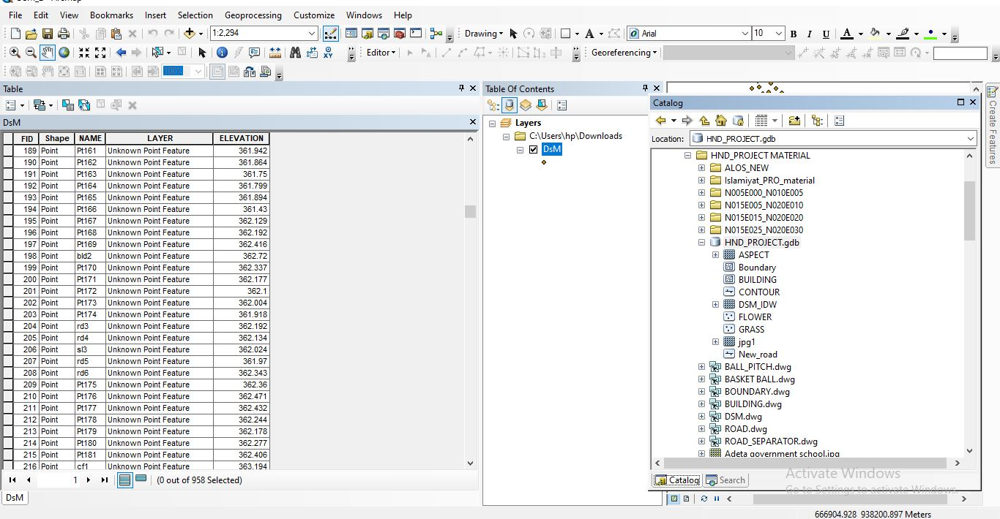 File Edit View Bookmarks Insert Selection Geoprocessing Customize Windows Help
1:2,294 Drawing Arial 10 B I U A
Editor Georeferencing
100%
Table
DsM
FID Shape NAME LAYER ELEVATION
189 Point Pt161 Unknown Point Feature 361.942
190 Point Pt162 Unknown Point Feature 361.864
191 Point Pt163 Unknown Point Feature 361.75
192 Point Pt164 Unknown Point Feature 361.799
193 Point Pt165 Unknown Point Feature 361.894
194 Point Pt166 Unknown Point Feature 361.43
195 Point Pt167 Unknown Point Feature 362.129
196 Point Pt168 Unknown Point Feature 362.192
197 Point Pt169 Unknown Point Feature 362.416
198 Point bld2 Unknown Point Feature 362.72
199 Point Pt170 Unknown Point Feature 362.337
200 Point Pt171 Unknown Point Feature 362.177
201 Point Pt172 Unknown Point Feature 362.1
202 Point Pt173 Unknown Point Feature 362.004
203 Point Pt174 Unknown Point Feature 361.918
204 Point rd3 Unknown Point Feature 362.192
205 Point rd4 Unknown Point Feature 362.134
206 Point sl3 Unknown Point Feature 362.024
207 Point rd5 Unknown Point Feature 361.97
208 Point rd6 Unknown Point Feature 362.343
209 Point Pt175 Unknown Point Feature 362.36
210 Point Pt176 Unknown Point Feature 362.471
211 Point Pt177 Unknown Point Feature 362.432
212 Point Pt178 Unknown Point Feature 362.244
213 Point Pt179 Unknown Point Feature 362.178
214 Point Pt180 Unknown Point Feature 362.277
215 Point Pt181 Unknown Point Feature 362.406
216 Point cf1 Unknown Point Feature 363.194
1 (0 out of 958 Selected)
DsM
Table Of Contents
Layers
C:\Users\hp\Downloads
DsM
Catalog
Location: HND_PROJECT.gdb
HND_PROJECT MATERIAL
ALOS_NEW
Islamiyat_PRO_material
N005E000_N010E005
N015E005_N020E010
N015E015_N020E020
N015E025_N020E030
HND_PROJECT.gdb
ASPECT
Boundary
BUILDING
CONTOUR
DSM_IDW
FLOWER
GRASS
jpg1
New_road
BALL_PITCH.dwg
BASKET BALL.dwg
BOUNDARY.dwg
BUILDING.dwg
DSM.dwg
ROAD.dwg
ROAD_SEPARATOR.dwg
Adeta government school.jpg
Catalog Search
Create Features
Activate Windows
Go to Settings to activate Windows.
666904.928 938200.897 Meters